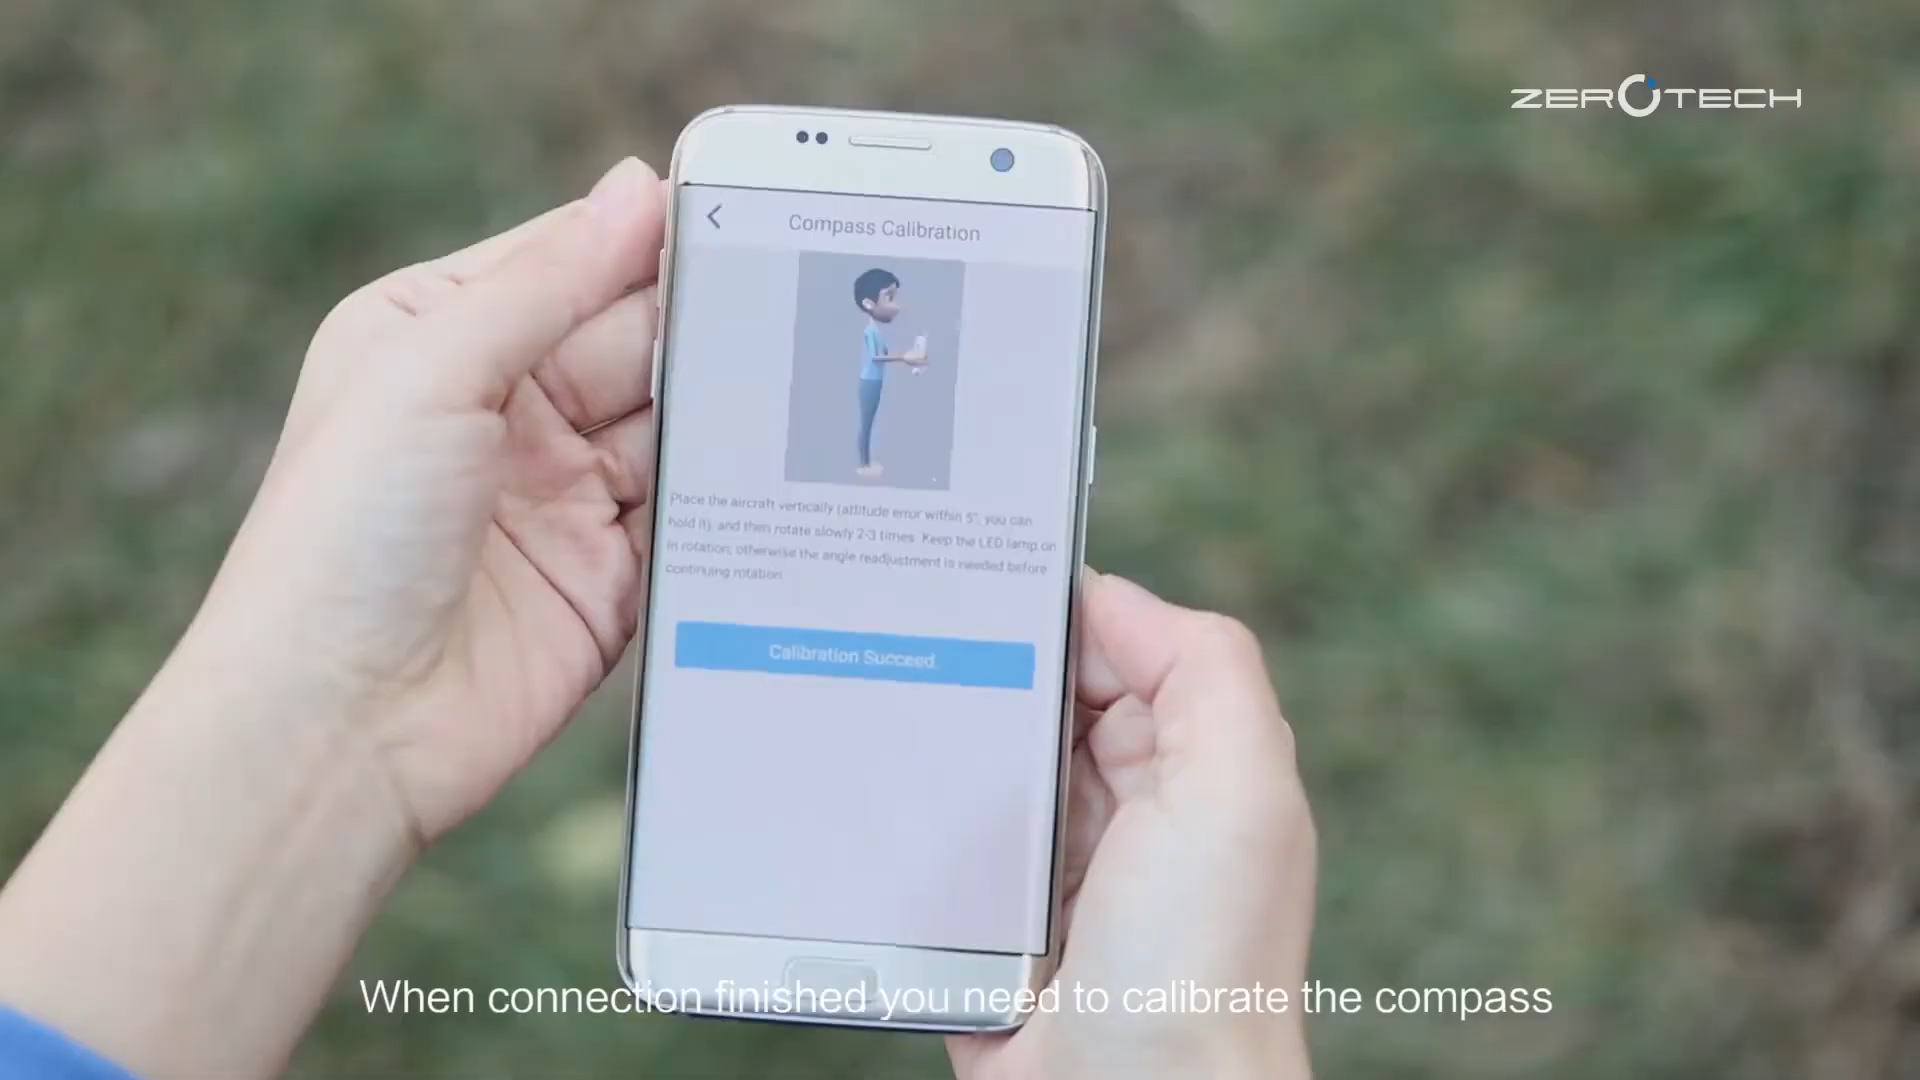 ZEROTECH
Compass Calibration
Place the aircraft vertically (attitude error within 5°, you can
hold it), and then rotate slowly 2-3 times. Keep the LED lamp on
in rotation; otherwise the angle readjustment is needed before
continuing rotation.
Calibration Succeed.
When connection finished you need to calibrate the compass